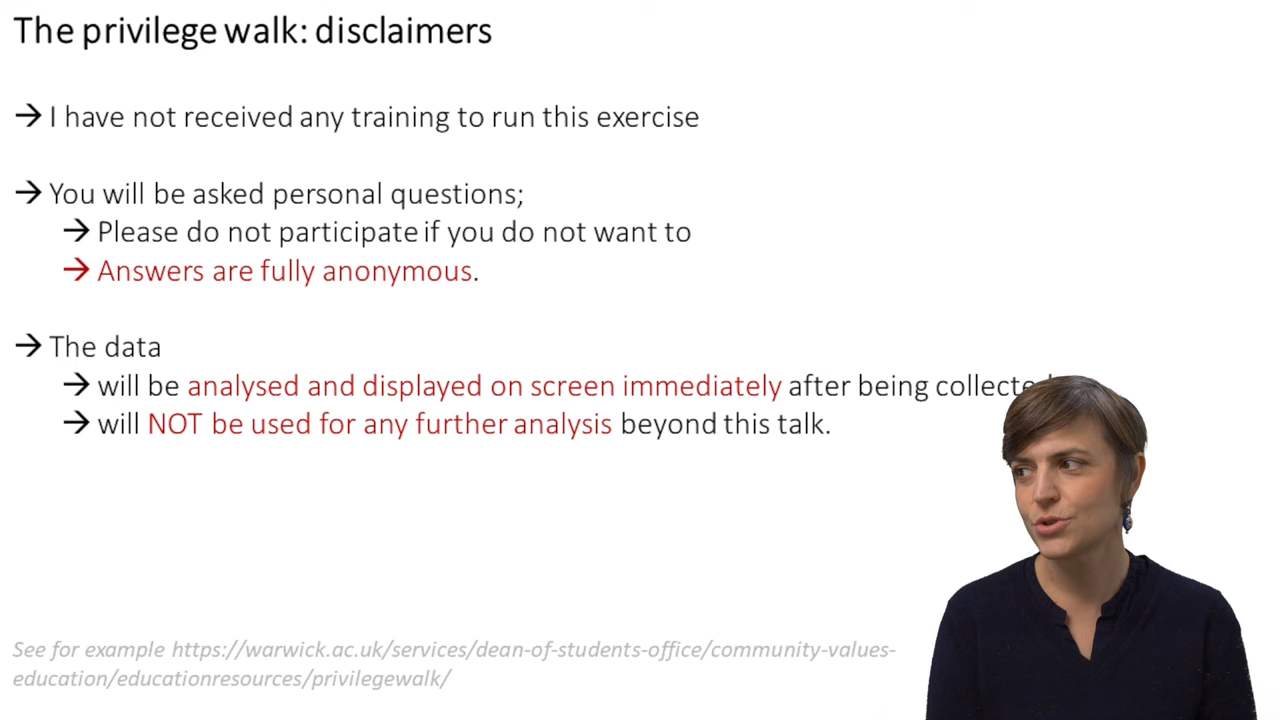 The privilege walk: disclaimers
→ I have not received any training to run this exercise
→ You will be asked personal questions;
→ Please do not participate if you do not want to
→ Answers are fully anonymous.
→ The data
→ will be analysed and displayed on screen immediately after being
→ will NOT be used for any further analysis beyond this talk.
See for example https://warwick.ac.uk/services/dean-of-students-office/community-values-
education/educationresources/privilegewalk/